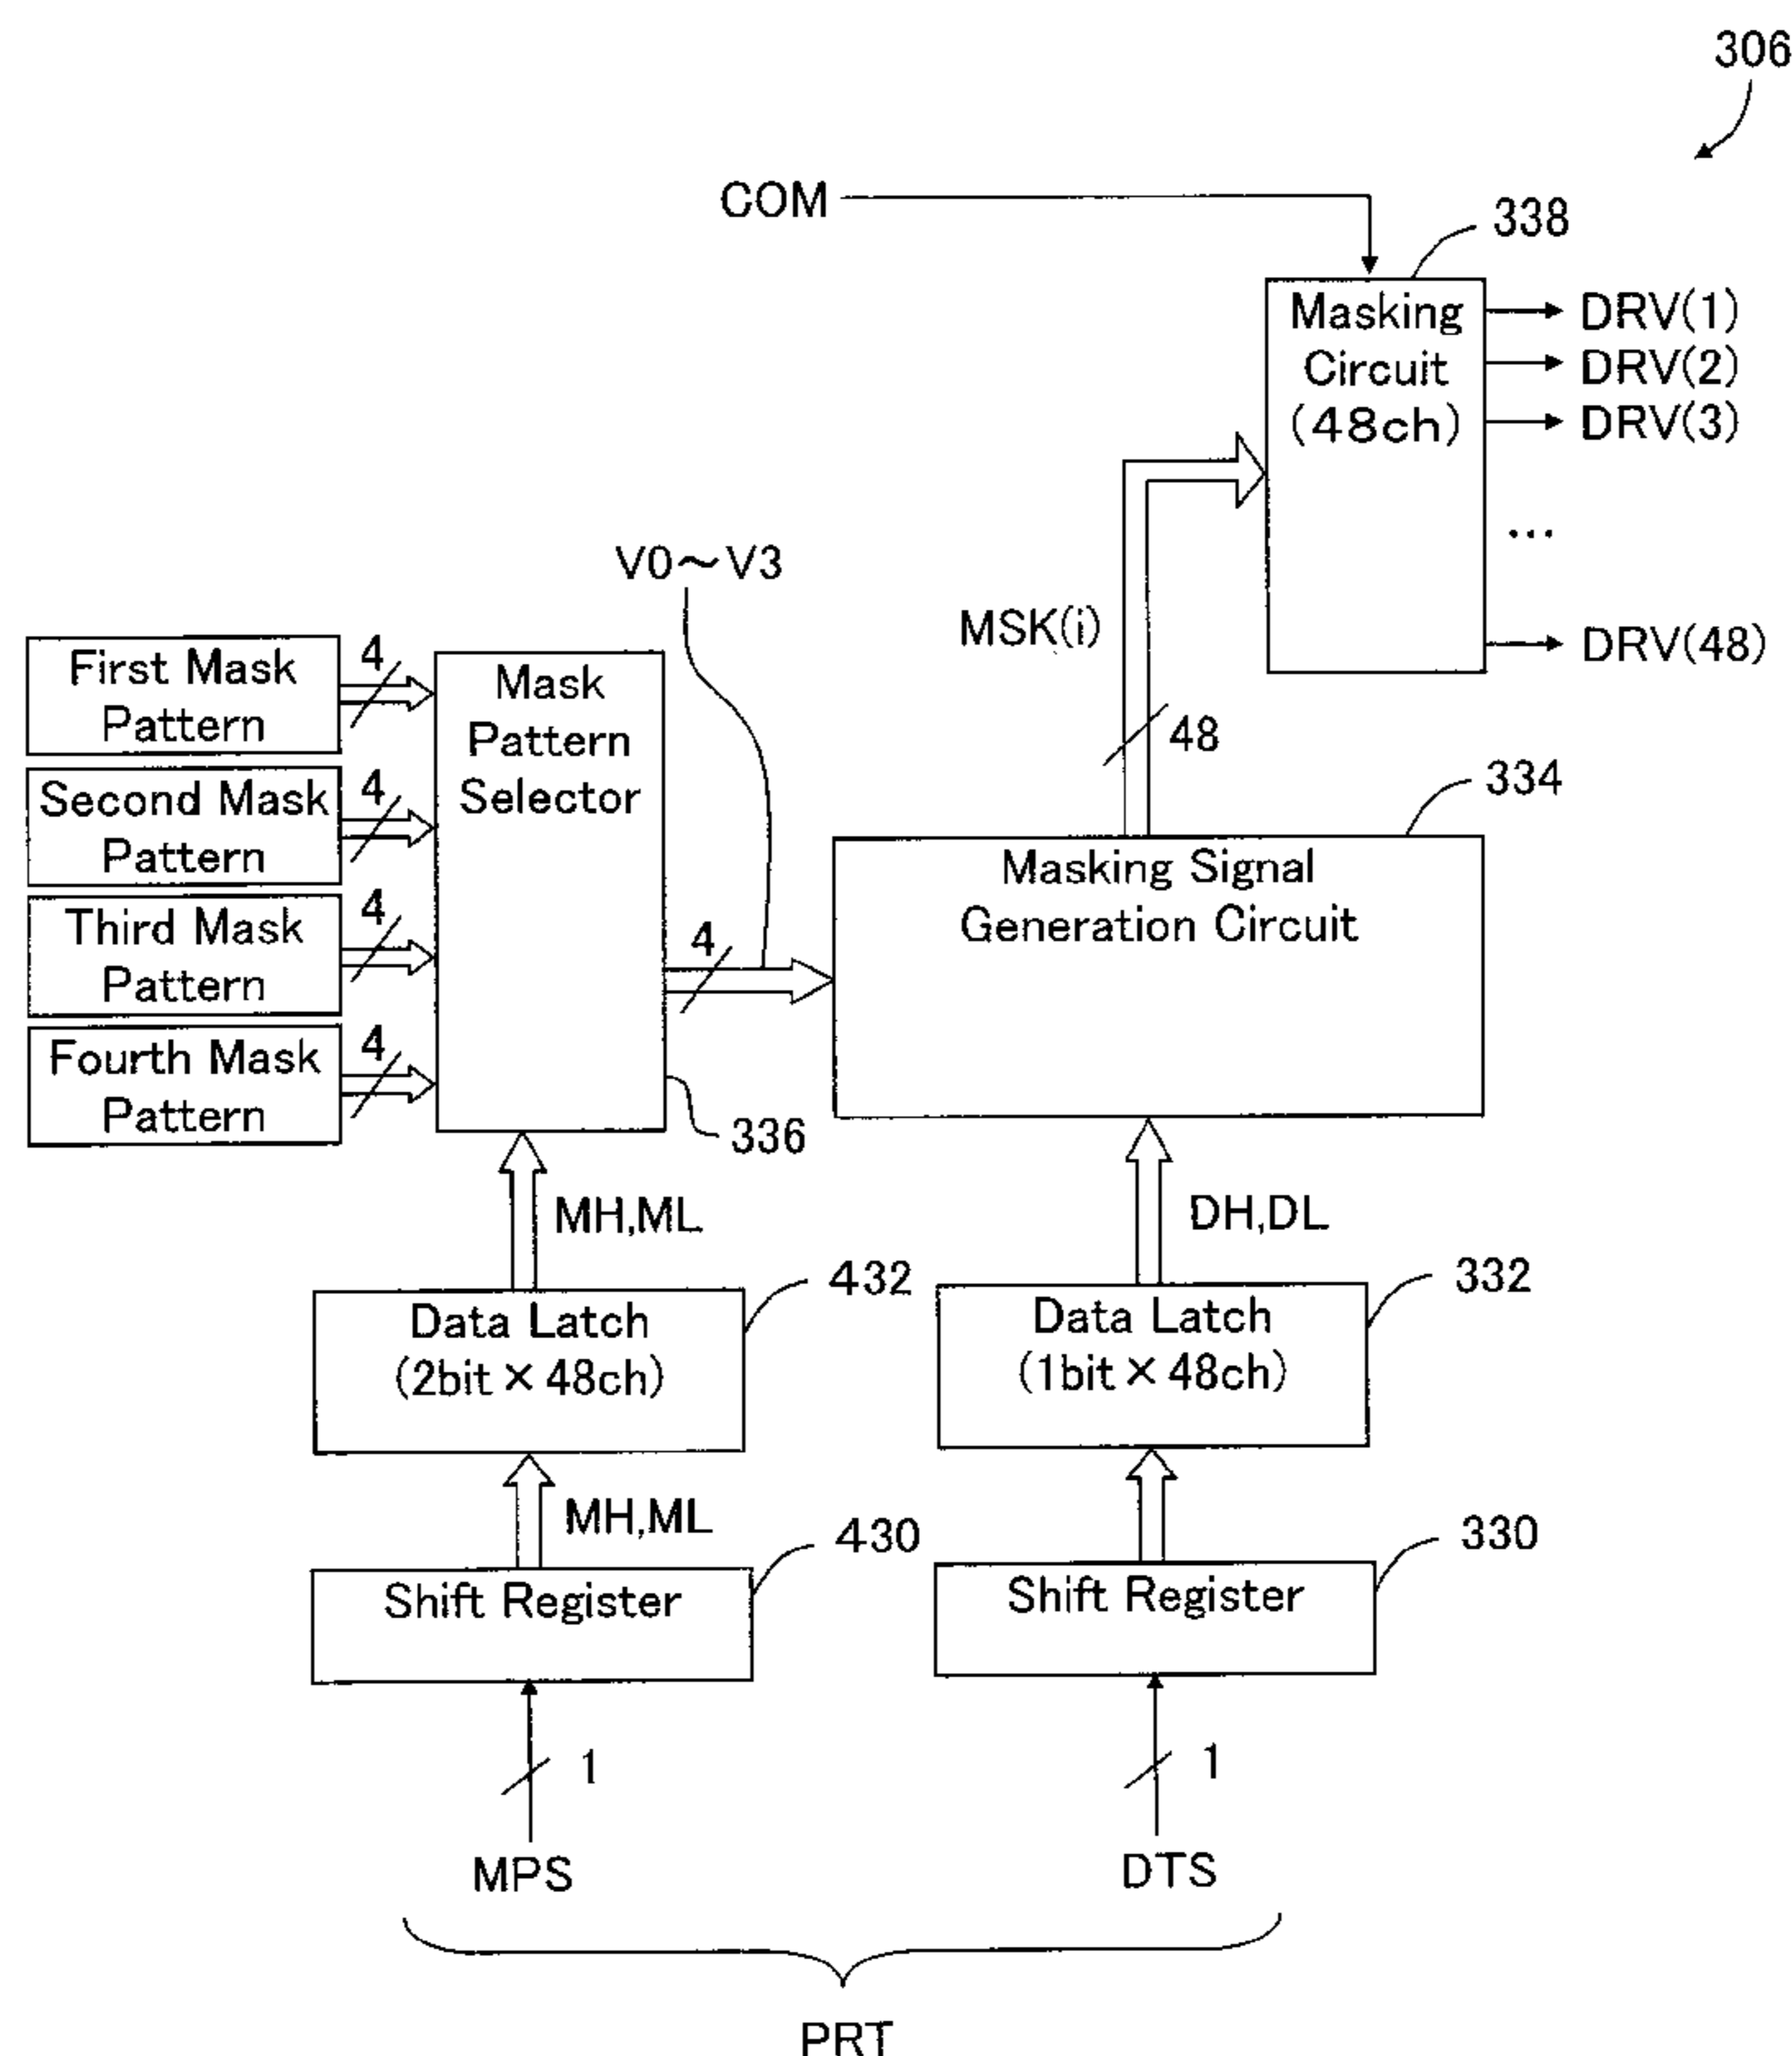 306
COM
338
Masking
Circuit
(48ch)
DRV(1)
DRV(2)
DRV(3)
...
DRV(48)
V0～V3
MSK(i)
48
First Mask
Pattern
4
Second Mask
Pattern
4
Third Mask
Pattern
4
Fourth Mask
Pattern
4
Mask
Pattern
Selector
4
336
334
Masking Signal
Generation Circuit
MH,ML
DH,DL
432
Data Latch
(2bit × 48ch)
332
Data Latch
(1bit × 48ch)
MH,ML
430
Shift Register
330
Shift Register
1
1
MPS
DTS
PRT